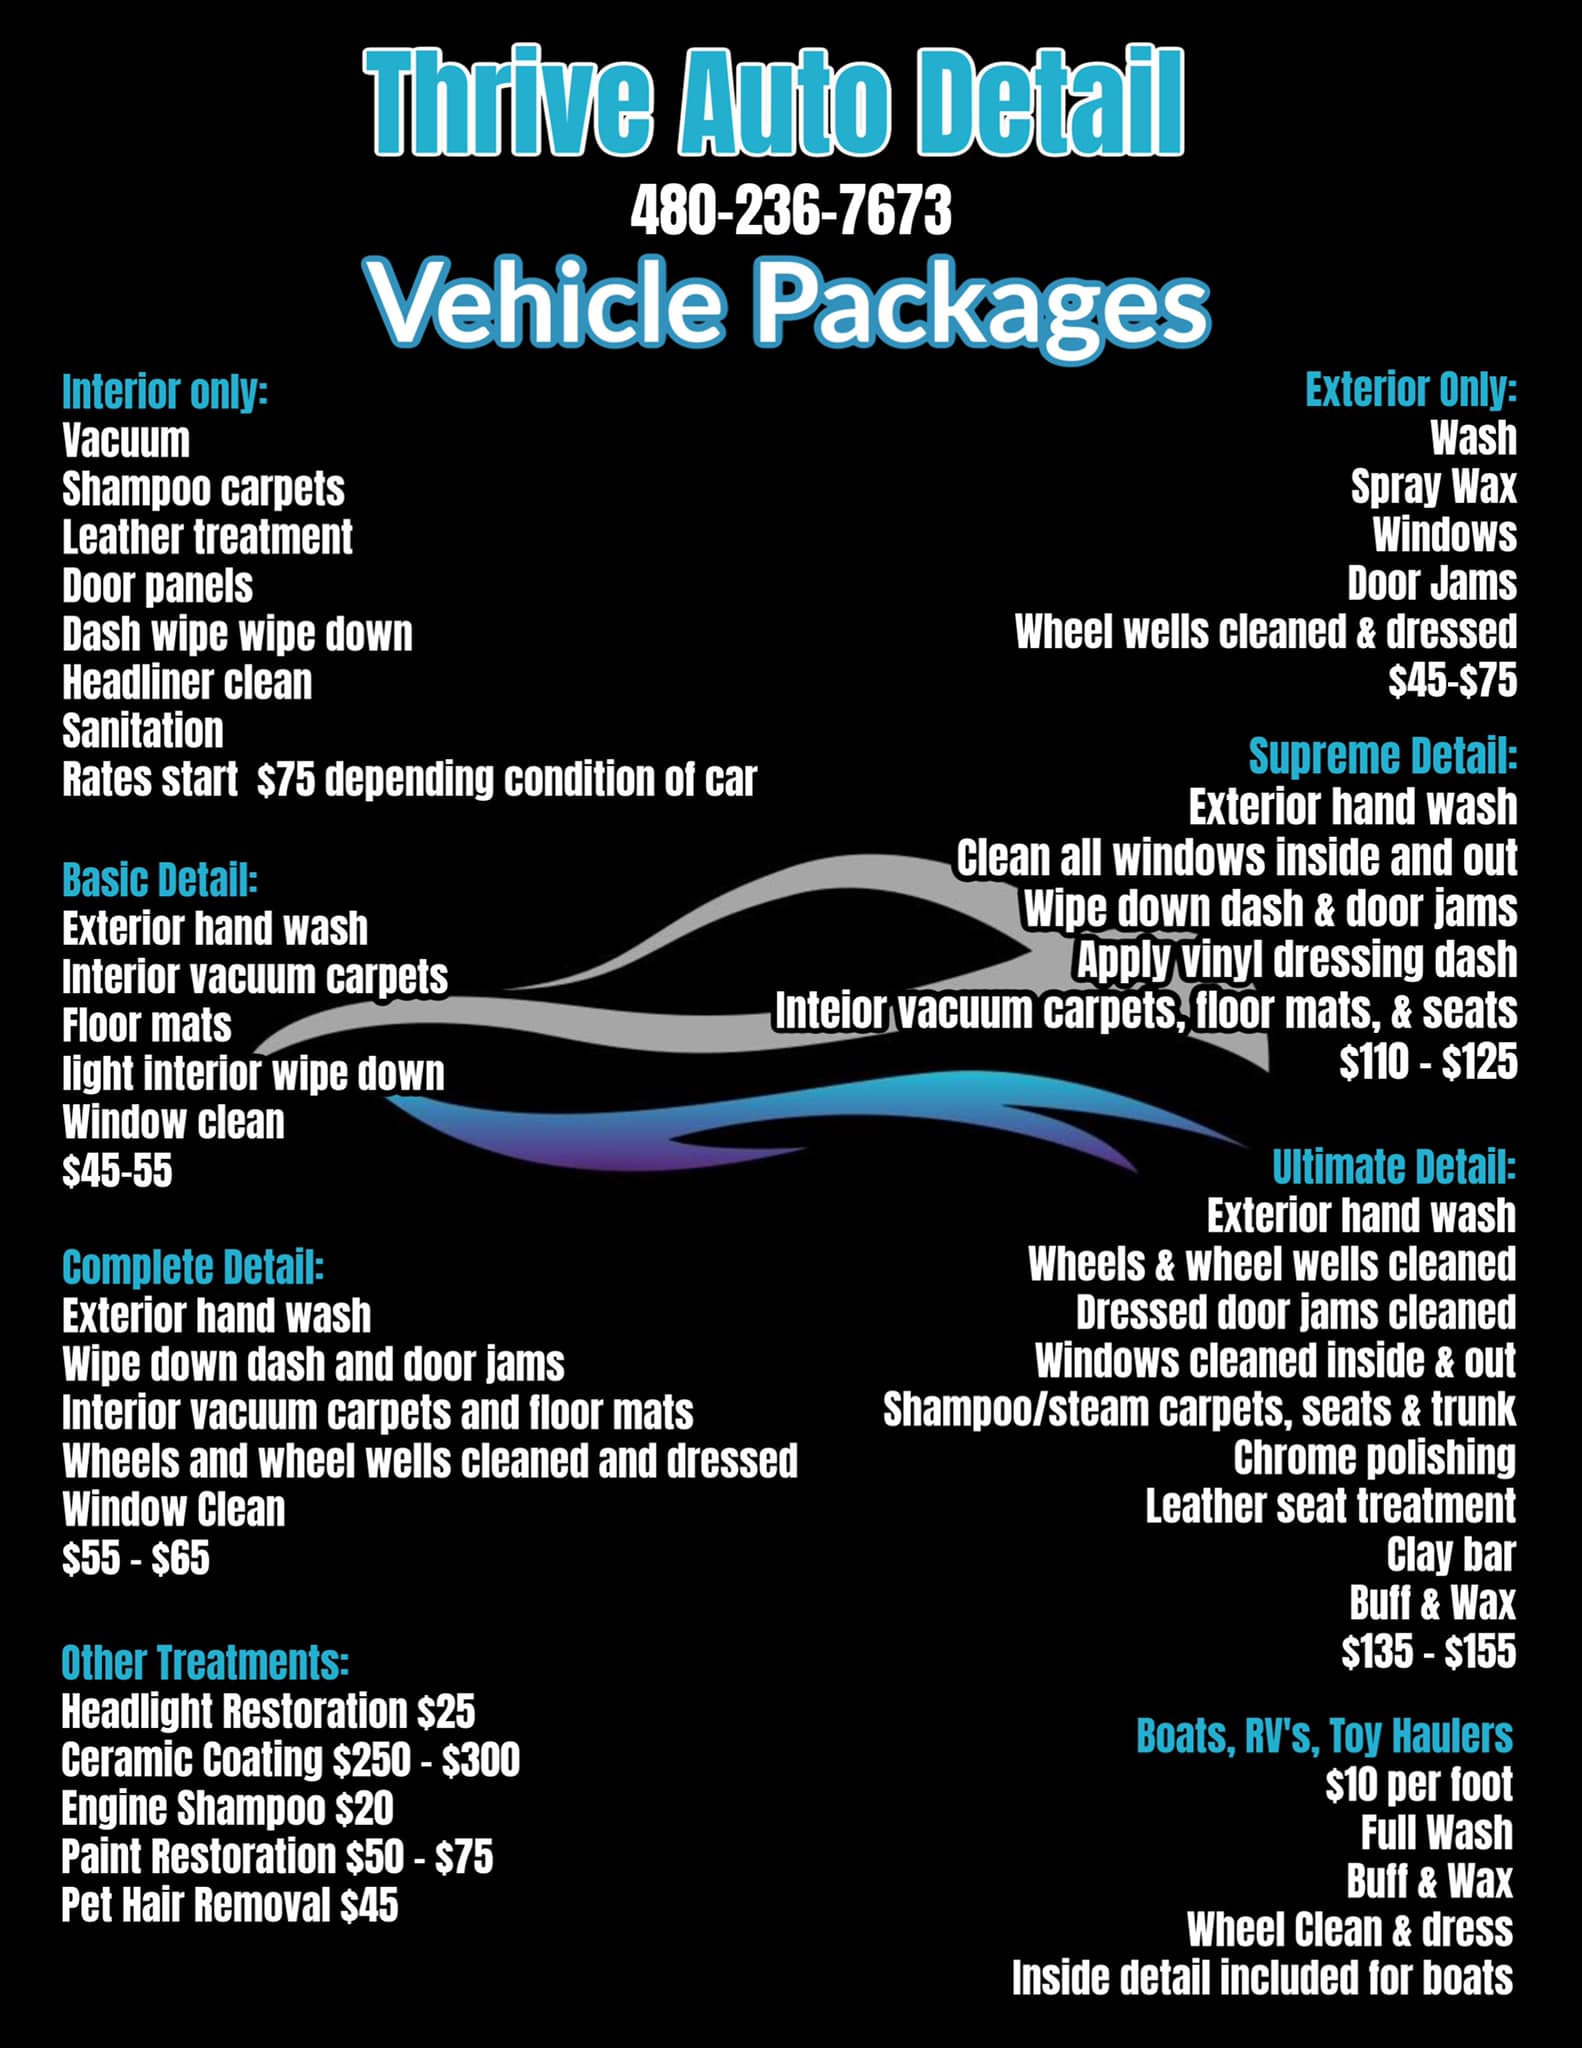 Thrive Auto Detail
480-236-7673
Vehicle Packages
Interior only:
Vacuum
Shampoo carpets
Leather treatment
Door panels
Dash wipe wipe down
Headliner clean
Sanitation
Rates start  $75 depending condition of car
Basic Detail:
Exterior hand wash
Interior vacuum carpets
Floor mats
light interior wipe down
Window clean
$45-55
Complete Detail:
Exterior hand wash
Wipe down dash and door jams
Interior vacuum carpets and floor mats
Wheels and wheel wells cleaned and dressed
Window Clean
$55 - $65
Other Treatments:
Headlight Restoration $25
Ceramic Coating $250 - $300
Engine Shampoo $20
Paint Restoration $50 - $75
Pet Hair Removal $45
Exterior Only:
Wash
Spray Wax
Windows
Door Jams
Wheel wells cleaned & dressed
$45-$75
Supreme Detail:
Exterior hand wash
Clean all windows inside and out
Wipe down dash & door jams
Apply vinyl dressing dash
Inteior vacuum carpets, floor mats, & seats
$110 - $125
Ultimate Detail:
Exterior hand wash
Wheels & wheel wells cleaned
Dressed door jams cleaned
Windows cleaned inside & out
Shampoo/steam carpets, seats & trunk
Chrome polishing
Leather seat treatment
Clay bar
Buff & Wax
$135 - $155
Boats, RV's, Toy Haulers
$10 per foot
Full Wash
Buff & Wax
Wheel Clean & dress
Inside detail included for boats